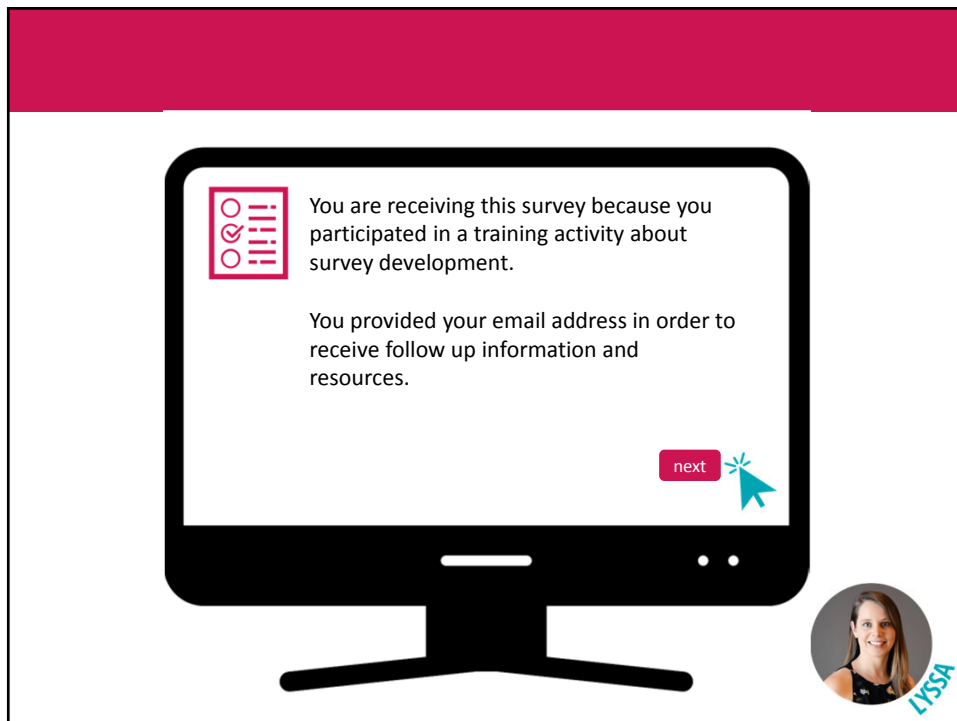 You are receiving this survey because you
participated in a training activity about
survey development.
You provided your email address in order to
receive follow up information and
resources.
next
LYSSA